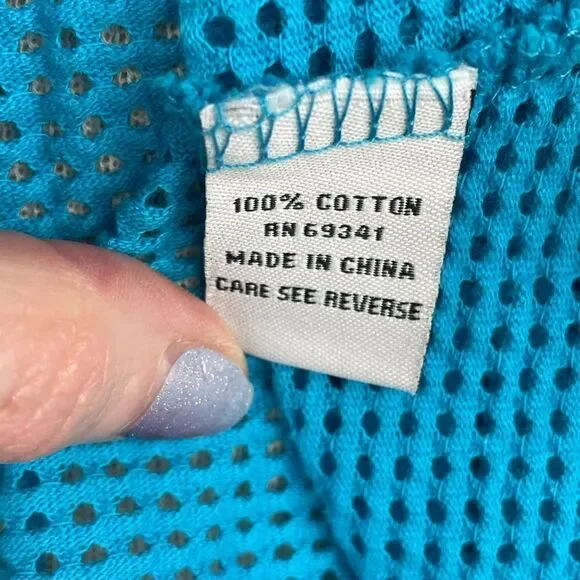 100% COTTON
RN 69341
MADE IN CHINA
CARE SEE REVERSE